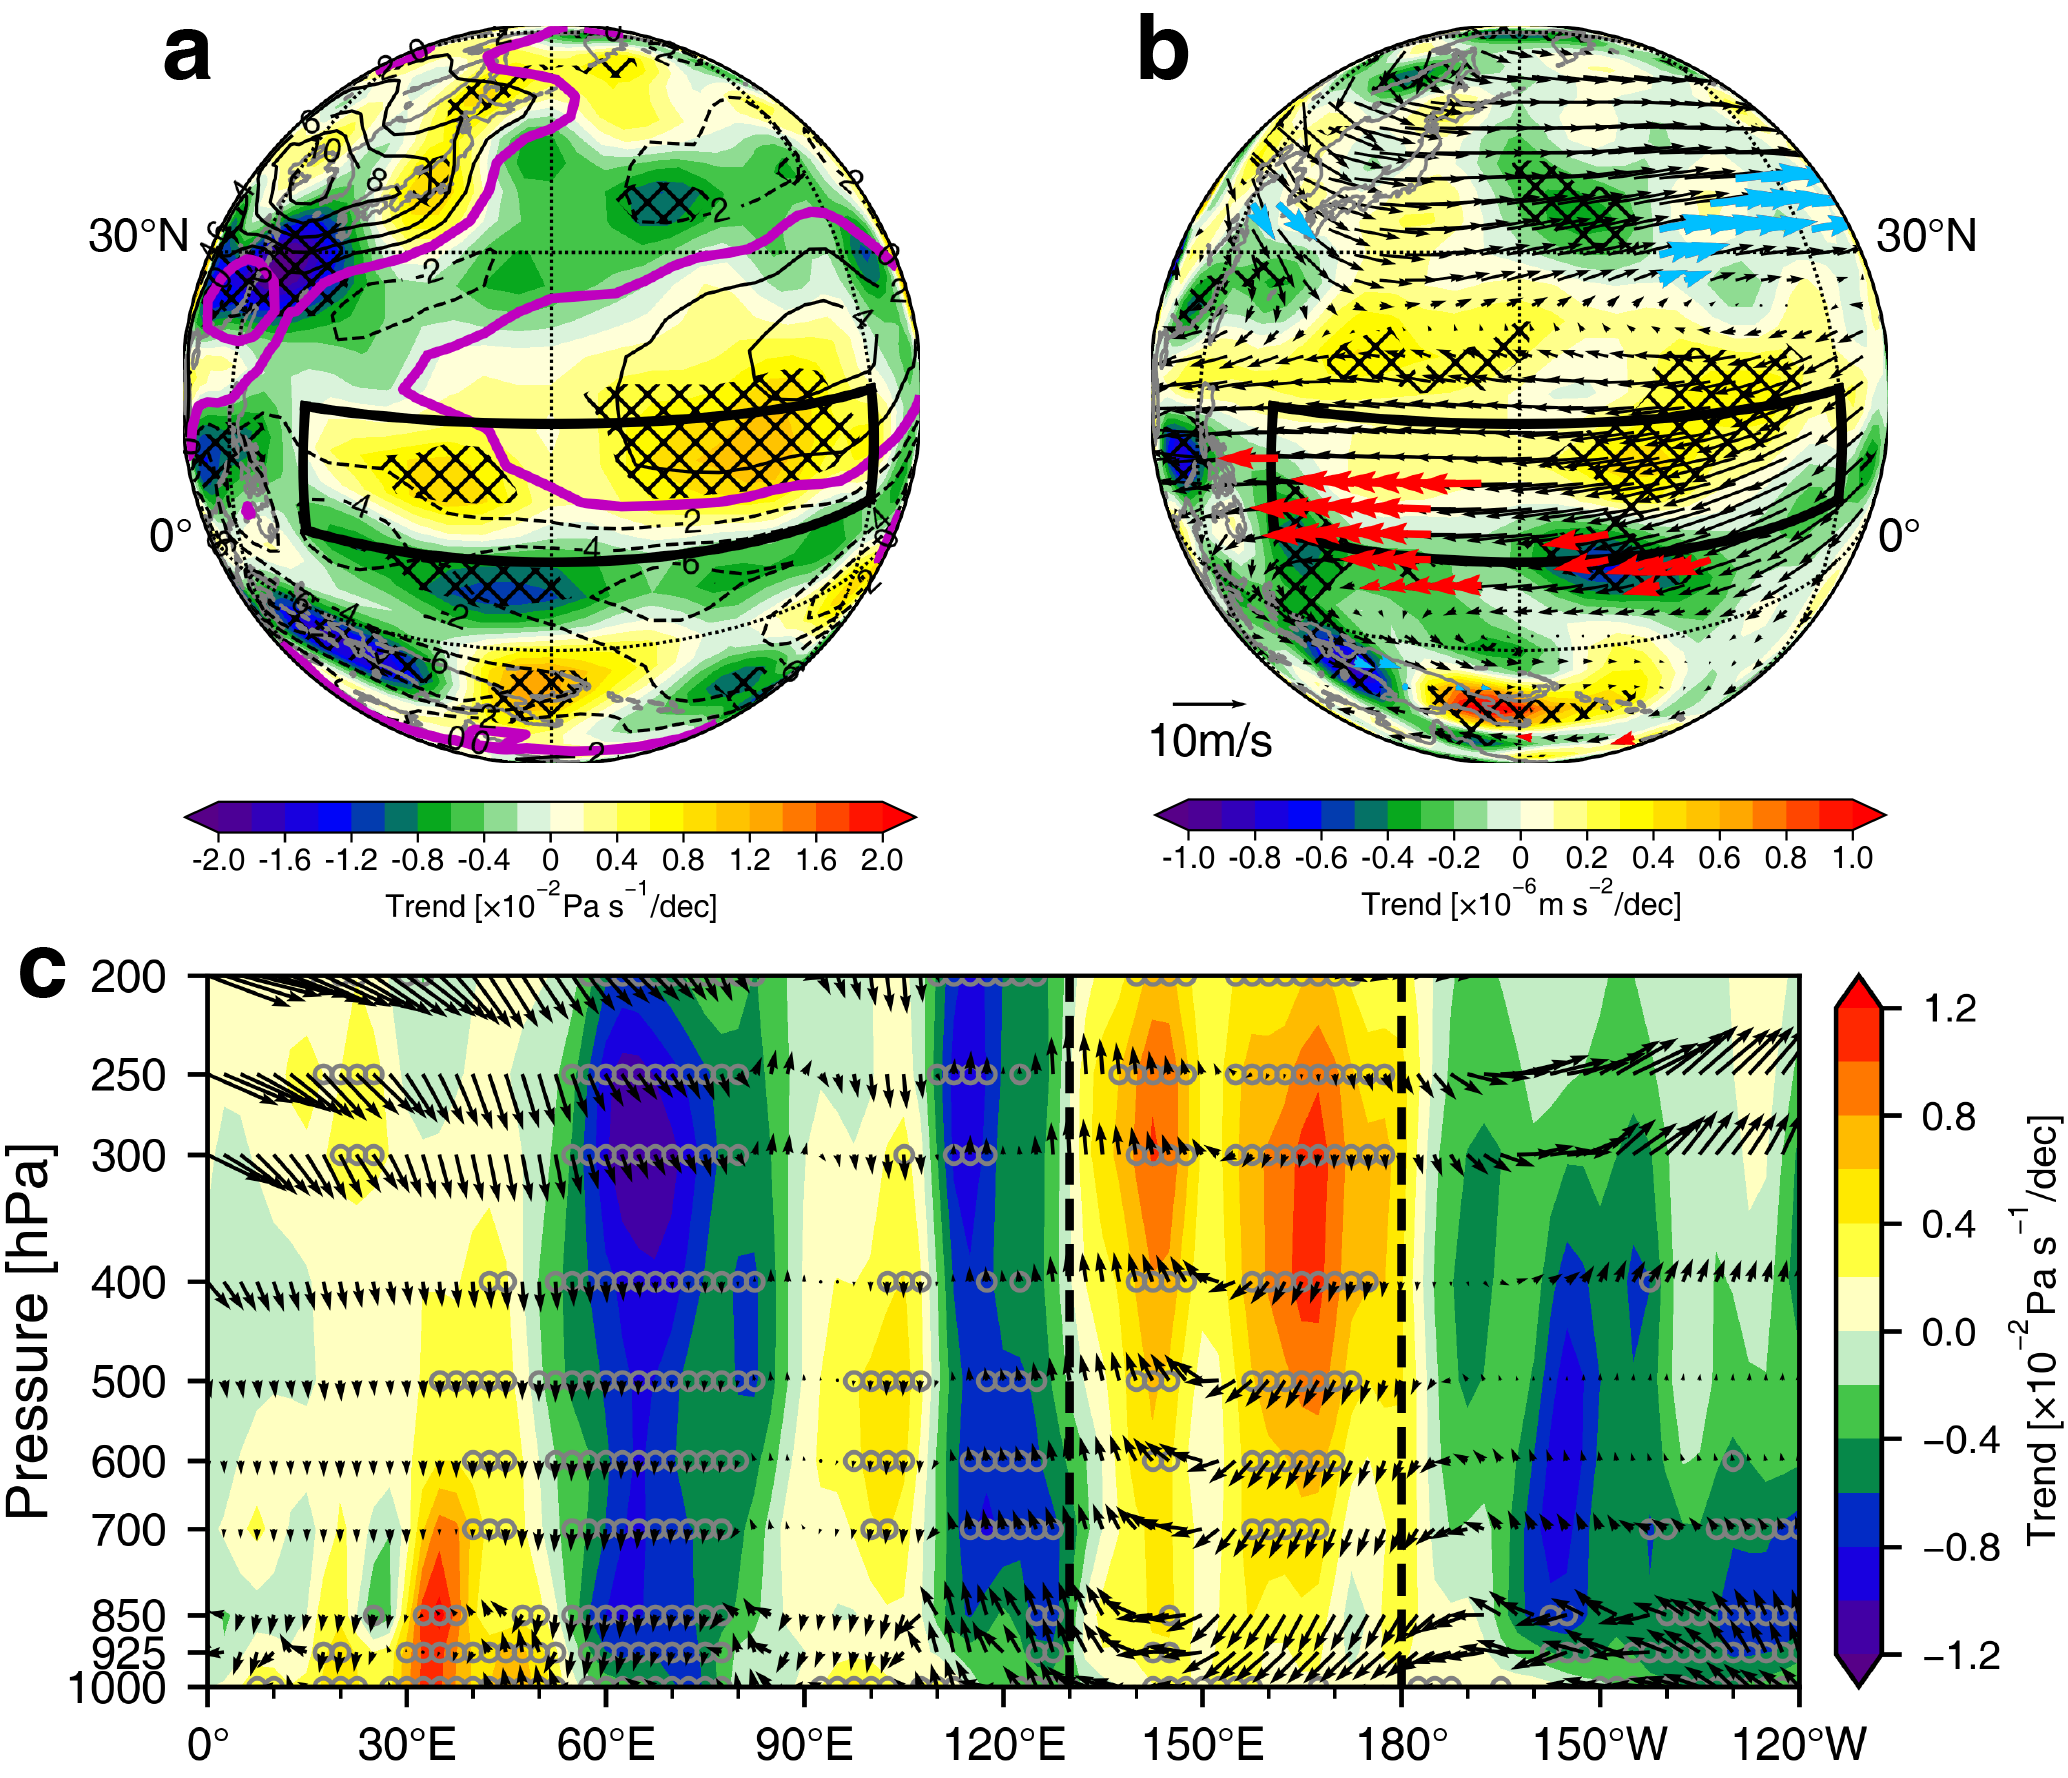 a
b
30°N
0°
30°N
0°
10m/s
-2.0 -1.6 -1.2 -0.8 -0.4 0 0.4 0.8 1.2 1.6 2.0
Trend [×10⁻² Pa s⁻¹/dec]
-1.0 -0.8 -0.6 -0.4 -0.2 0 0.2 0.4 0.6 0.8 1.0
Trend [×10⁻⁶ m s⁻²/dec]
c
Pressure [hPa]
200
250
300
400
500
600
700
850
925
1000
0° 30°E 60°E 90°E 120°E 150°E 180° 150°W 120°W
1.2
0.8
0.4
0.0
−0.4
−0.8
−1.2
Trend [×10⁻² Pa s⁻¹/dec]